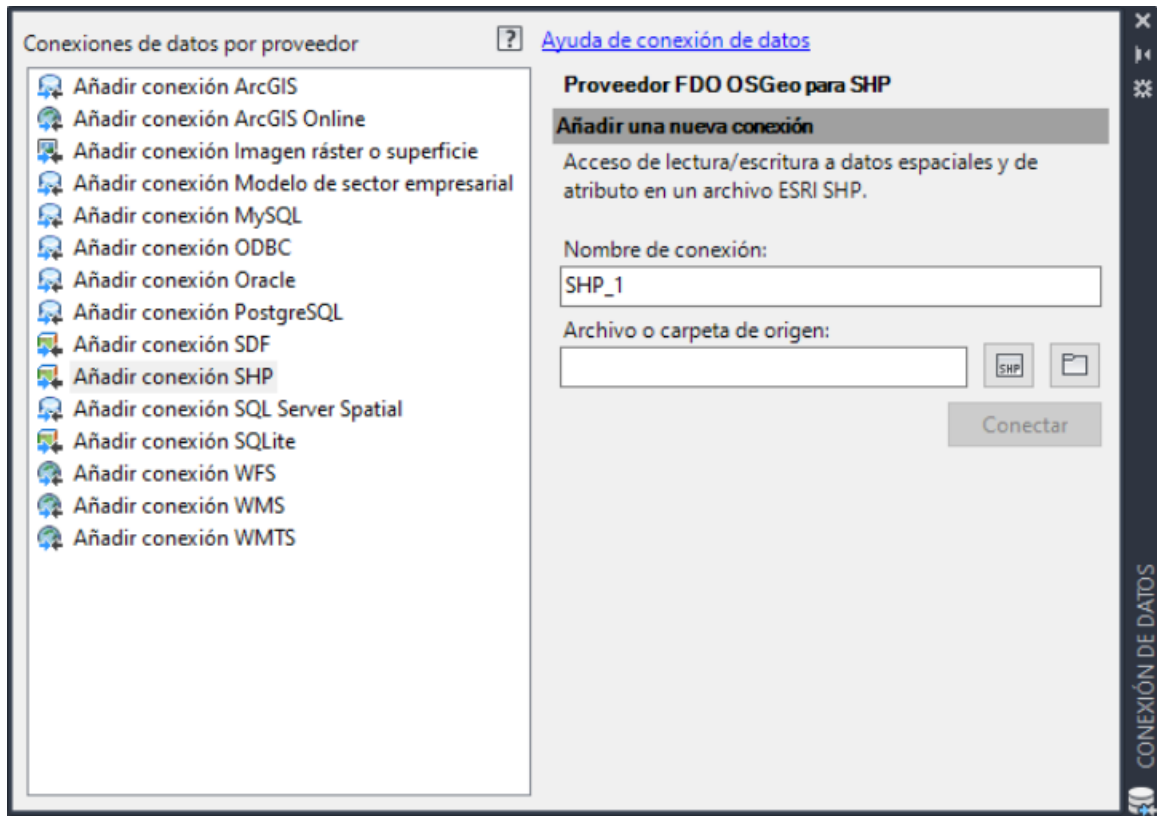 Conexiones de datos por proveedor
?
Añadir conexión ArcGIS
Añadir conexión ArcGIS Online
Añadir conexión Imagen ráster o superficie
Añadir conexión Modelo de sector empresarial
Añadir conexión MySQL
Añadir conexión ODBC
Añadir conexión Oracle
Añadir conexión PostgreSQL
Añadir conexión SDF
Añadir conexión SHP
Añadir conexión SQL Server Spatial
Añadir conexión SQLite
Añadir conexión WFS
Añadir conexión WMS
Añadir conexión WMTS
Ayuda de conexión de datos
Proveedor FDO OSGeo para SHP
Añadir una nueva conexión
Acceso de lectura/escritura a datos espaciales y de
atributo en un archivo ESRI SHP.
Nombre de conexión:
SHP_1
Archivo o carpeta de origen:
SHP
Conectar
CONEXIÓN DE DATOS